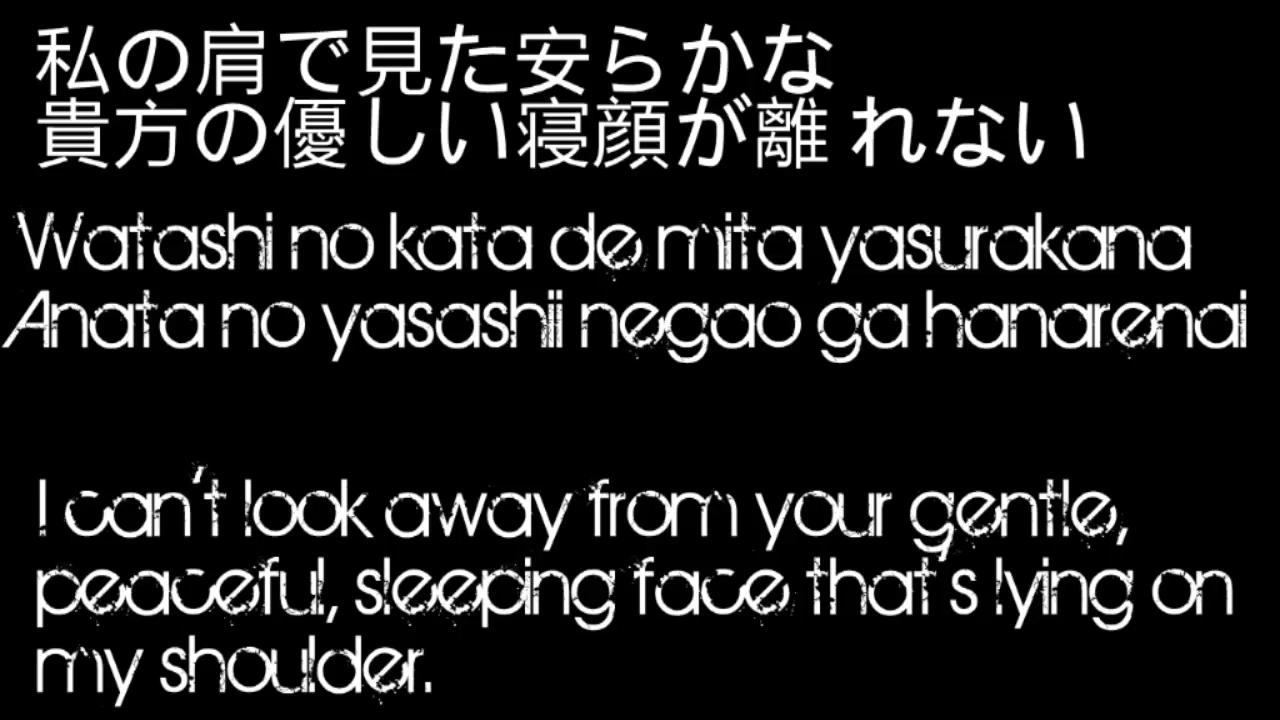 私の肩で見た安らかな
貴方の優しい寝顔が離れない
Watashi no kata de mita yasurakana
Anata no yasashii negao ga hanarenai
I can't look away from your gentle,
peaceful, sleeping face that's lying on
my shoulder.